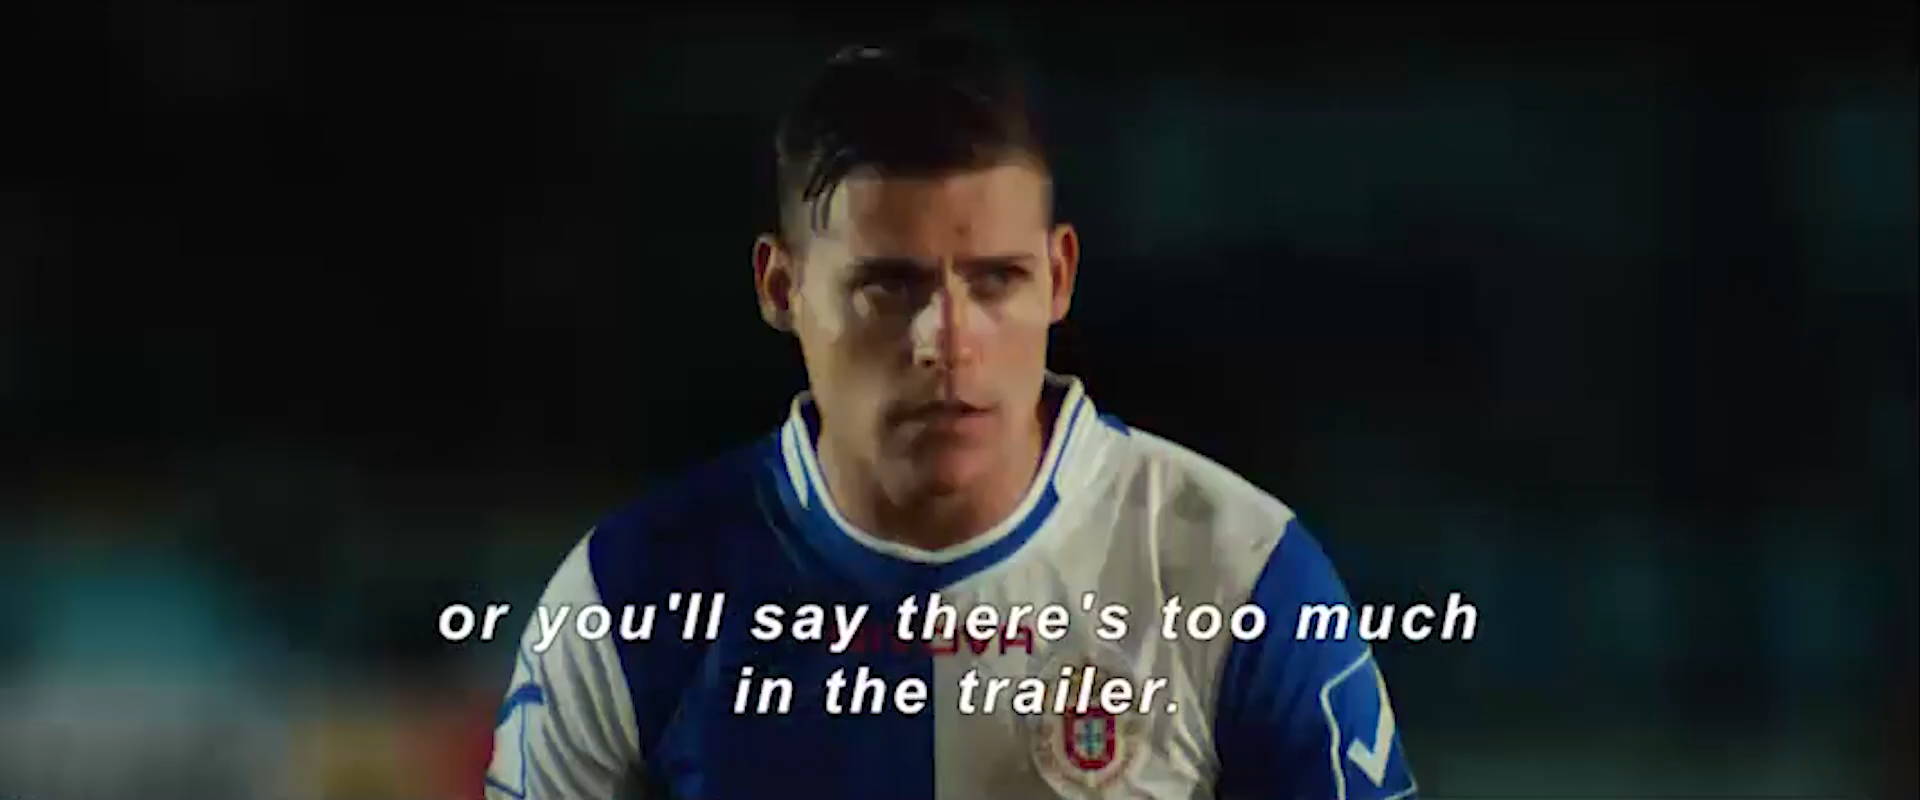 or you'll say there's too much
in the trailer.